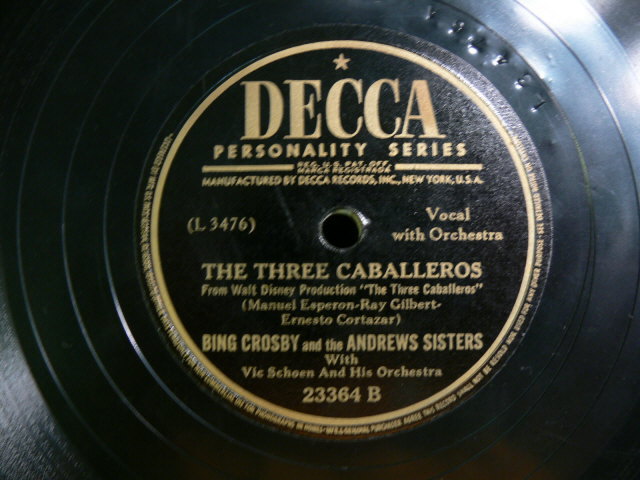 DECCA
PERSONALITY SERIES
REG. U.S. PAT. OFF.
MARCA REGISTRADA
MANUFACTURED BY DECCA RECORDS, INC., NEW YORK, U.S.A.
(L 3476)
Vocal
with Orchestra
THE THREE CABALLEROS
From Walt Disney Production "The Three Caballeros"
(Manuel Esperon-Ray Gilbert-
Ernesto Cortazar)
BING CROSBY and the ANDREWS SISTERS
With
Vic Schoen And His Orchestra
23364 B